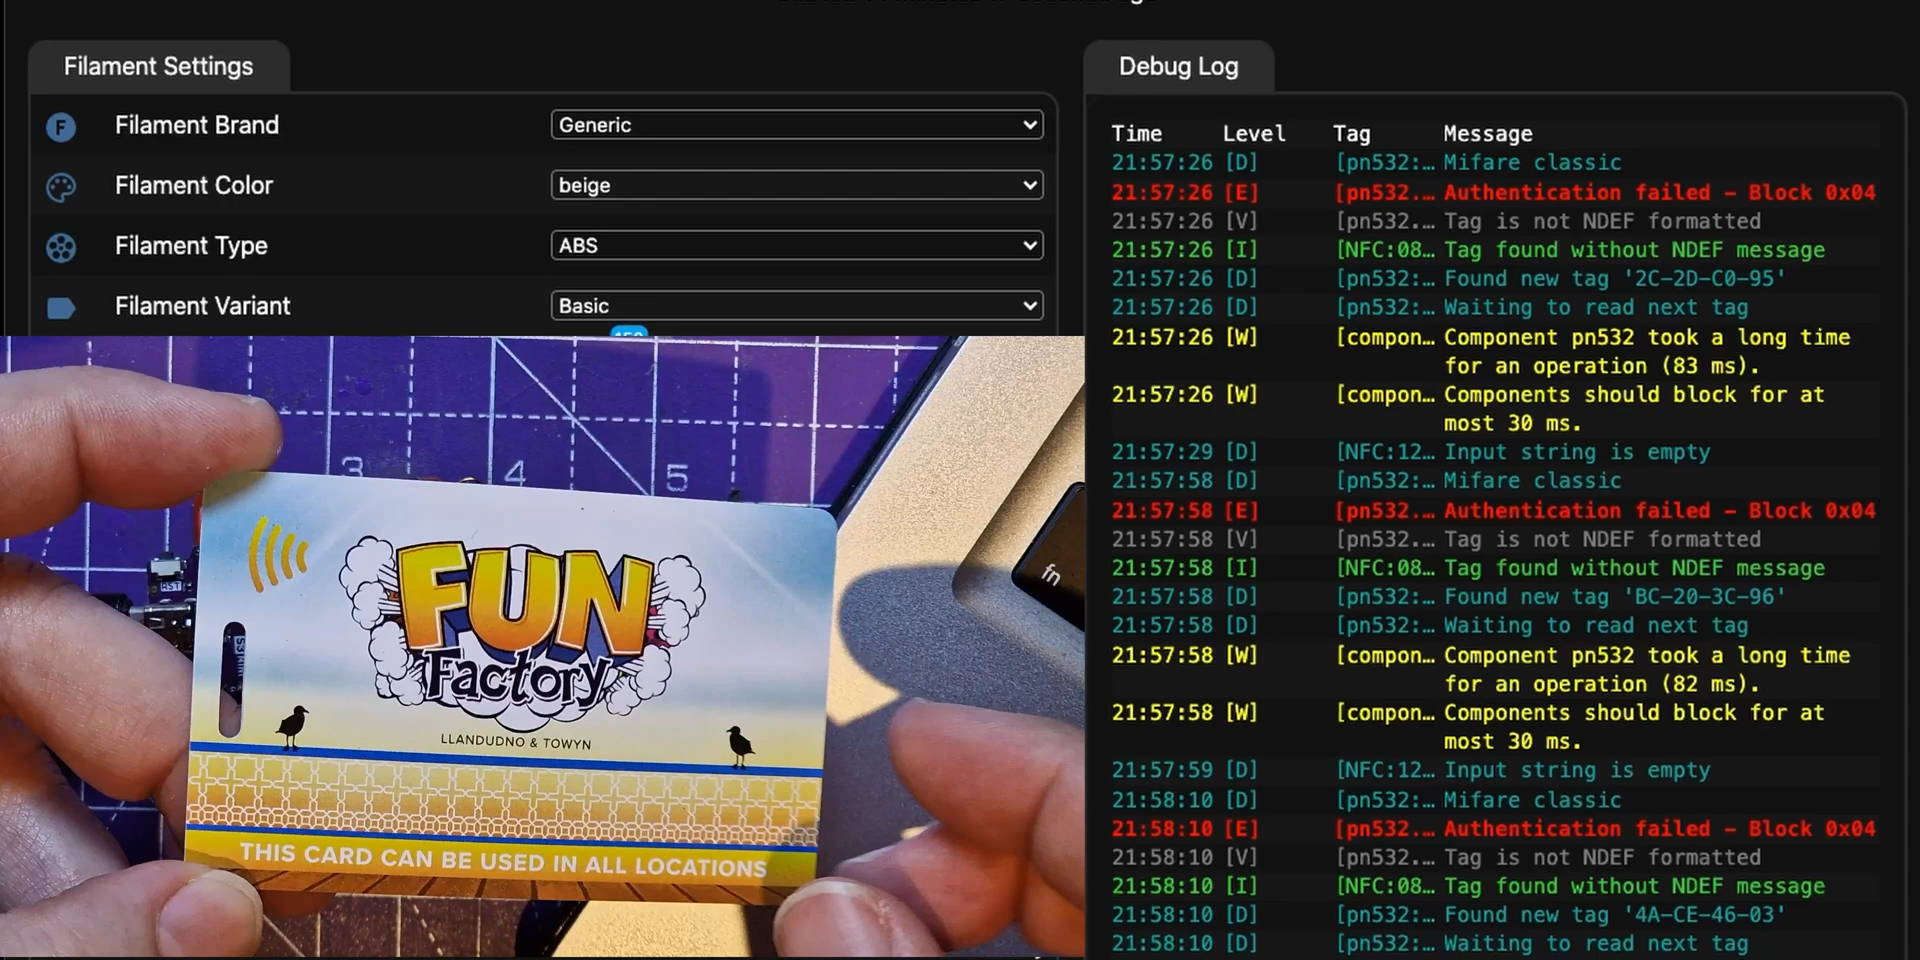 Filament Settings
Filament Brand
Generic
Filament Color
beige
Filament Type
ABS
Filament Variant
Basic
3
4
5
RST
fn
FUN
Factory
LLANDUDNO & TOWYN
THIS CARD CAN BE USED IN ALL LOCATIONS
Debug Log
Time Level Tag Message
21:57:26 [D] [pn532:… Mifare classic
21:57:26 [E] [pn532.… Authentication failed - Block 0x04
21:57:26 [V] [pn532.… Tag is not NDEF formatted
21:57:26 [I] [NFC:08… Tag found without NDEF message
21:57:26 [D] [pn532:… Found new tag '2C-2D-C0-95'
21:57:26 [D] [pn532:… Waiting to read next tag
21:57:26 [W] [compon… Component pn532 took a long time
for an operation (83 ms).
21:57:26 [W] [compon… Components should block for at
most 30 ms.
21:57:29 [D] [NFC:12… Input string is empty
21:57:58 [D] [pn532:… Mifare classic
21:57:58 [E] [pn532.… Authentication failed - Block 0x04
21:57:58 [V] [pn532.… Tag is not NDEF formatted
21:57:58 [I] [NFC:08… Tag found without NDEF message
21:57:58 [D] [pn532:… Found new tag 'BC-20-3C-96'
21:57:58 [D] [pn532:… Waiting to read next tag
21:57:58 [W] [compon… Component pn532 took a long time
for an operation (82 ms).
21:57:58 [W] [compon… Components should block for at
most 30 ms.
21:57:59 [D] [NFC:12… Input string is empty
21:58:10 [D] [pn532:… Mifare classic
21:58:10 [E] [pn532.… Authentication failed - Block 0x04
21:58:10 [V] [pn532.… Tag is not NDEF formatted
21:58:10 [I] [NFC:08… Tag found without NDEF message
21:58:10 [D] [pn532:… Found new tag '4A-CE-46-03'
21:58:10 [D] [pn532:… Waiting to read next tag